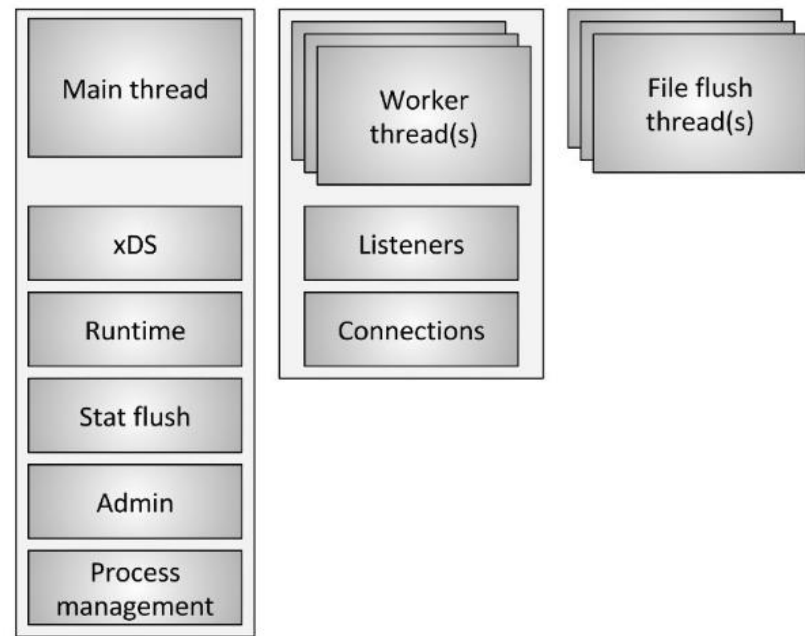 Main thread
xDS
Runtime
Stat flush
Admin
Process
management
Worker
thread(s)
Listeners
Connections
File flush
thread(s)